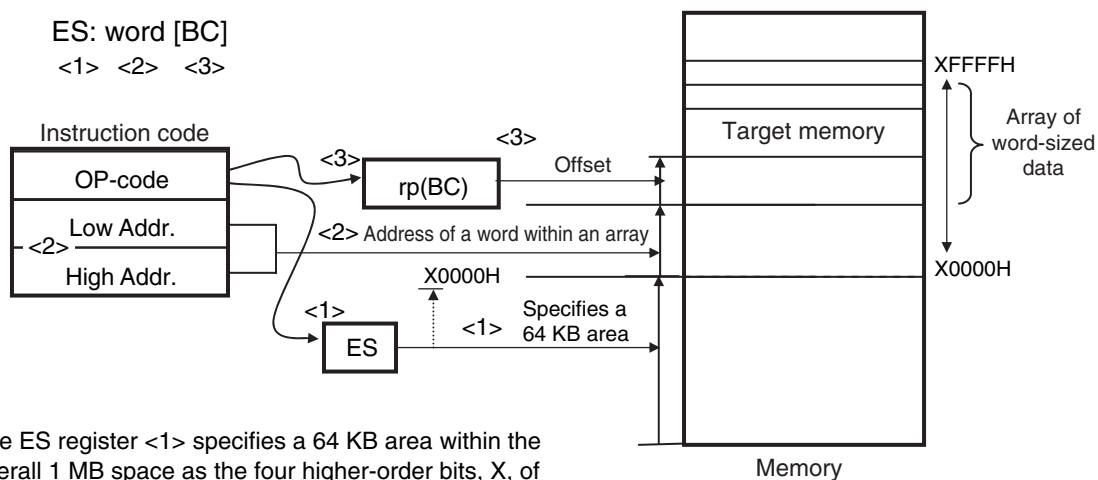 ES: word [BC]
<1> <2> <3>
Instruction code
OP-code
Low Addr.
<2>
High Addr.
<3>
rp(BC)
<3>
Offset
<2> Address of a word within an array
X0000H
<1>
ES
<1>
Specifies a
64 KB area
Target memory
XFFFFH
Array of
word-sized
data
X0000H
Memory
e ES register <1> specifies a 64 KB area within the
erall 1 MB space as the four higher-order bits, X, of